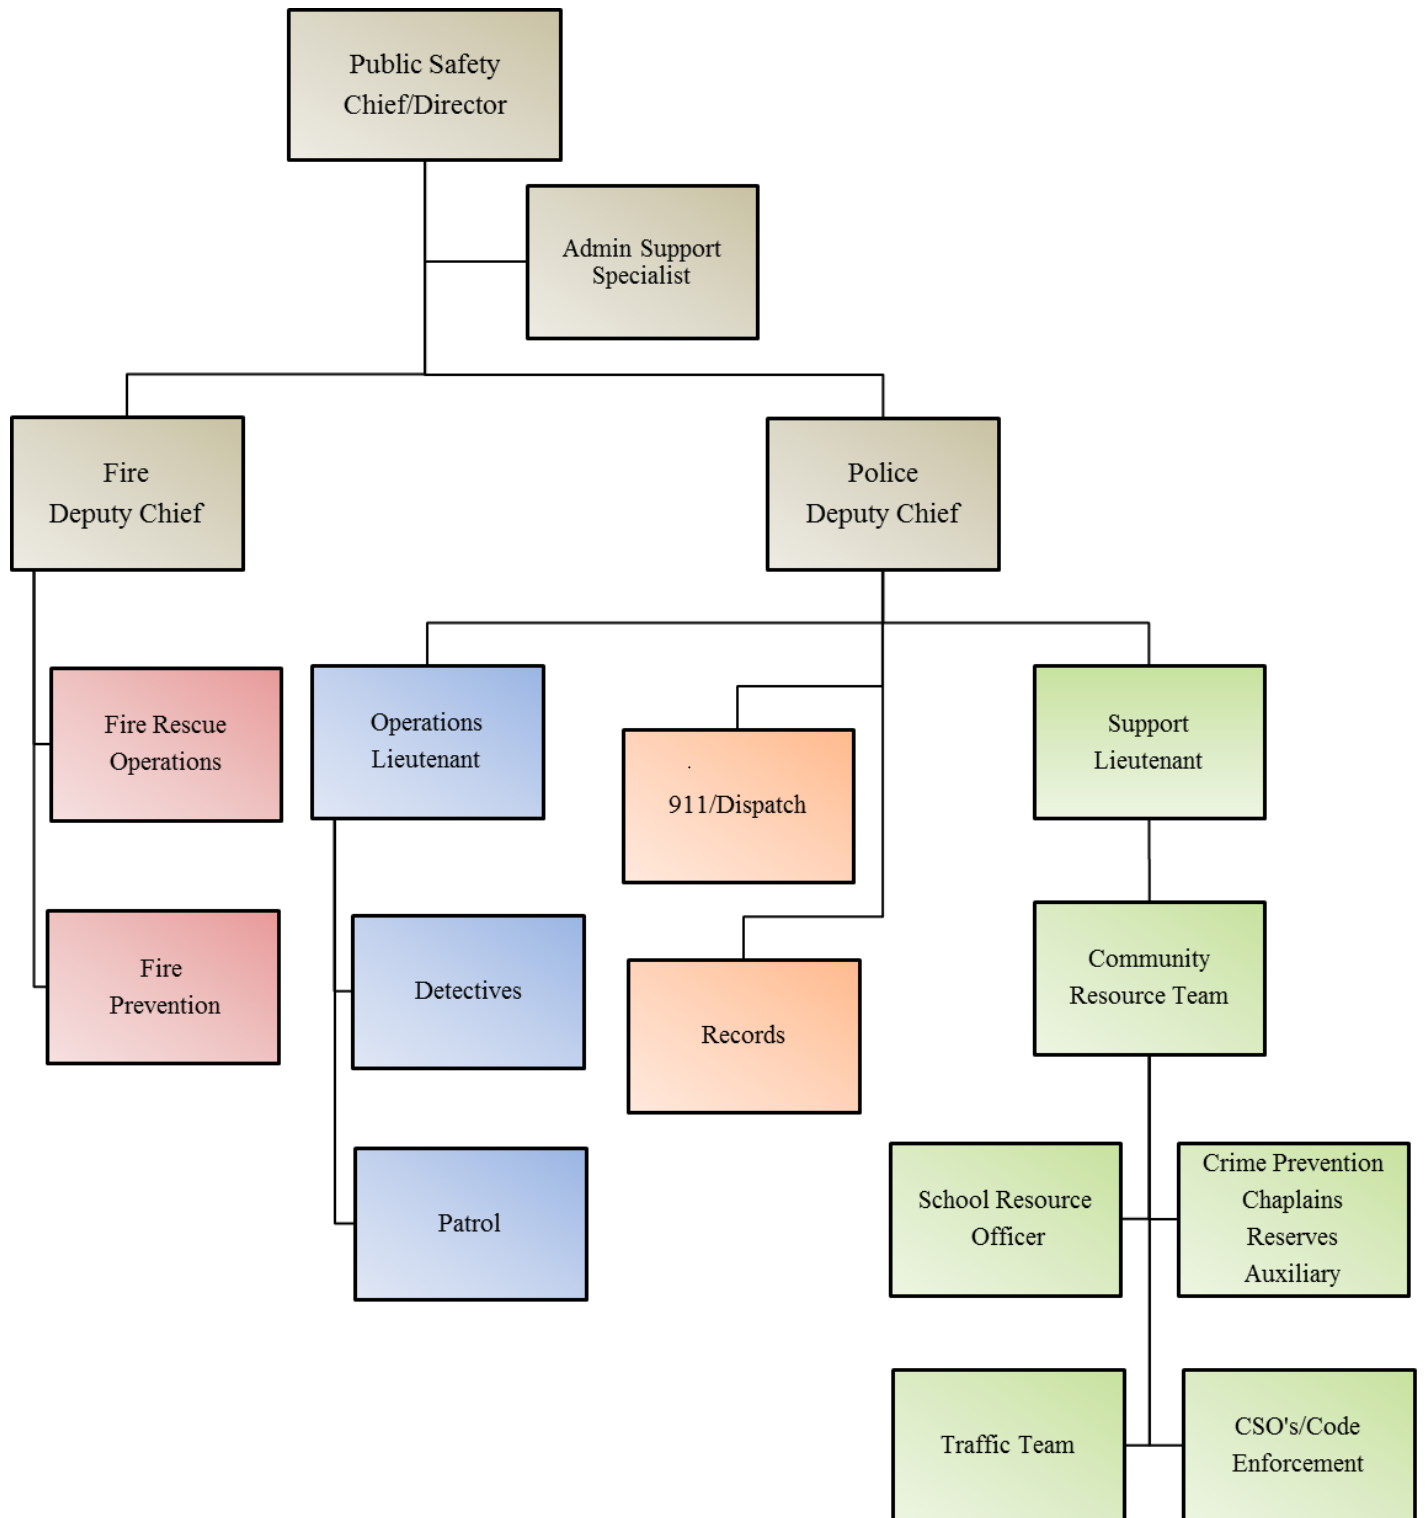 Public Safety
Chief/Director
Admin Support
Specialist
Fire
Deputy Chief
Police
Deputy Chief
Fire Rescue
Operations
Operations
Lieutenant
911/Dispatch
Support
Lieutenant
Fire
Prevention
Detectives
Records
Community
Resource Team
Patrol
School Resource
Officer
Crime Prevention
Chaplains
Reserves
Auxiliary
Traffic Team
CSO's/Code
Enforcement